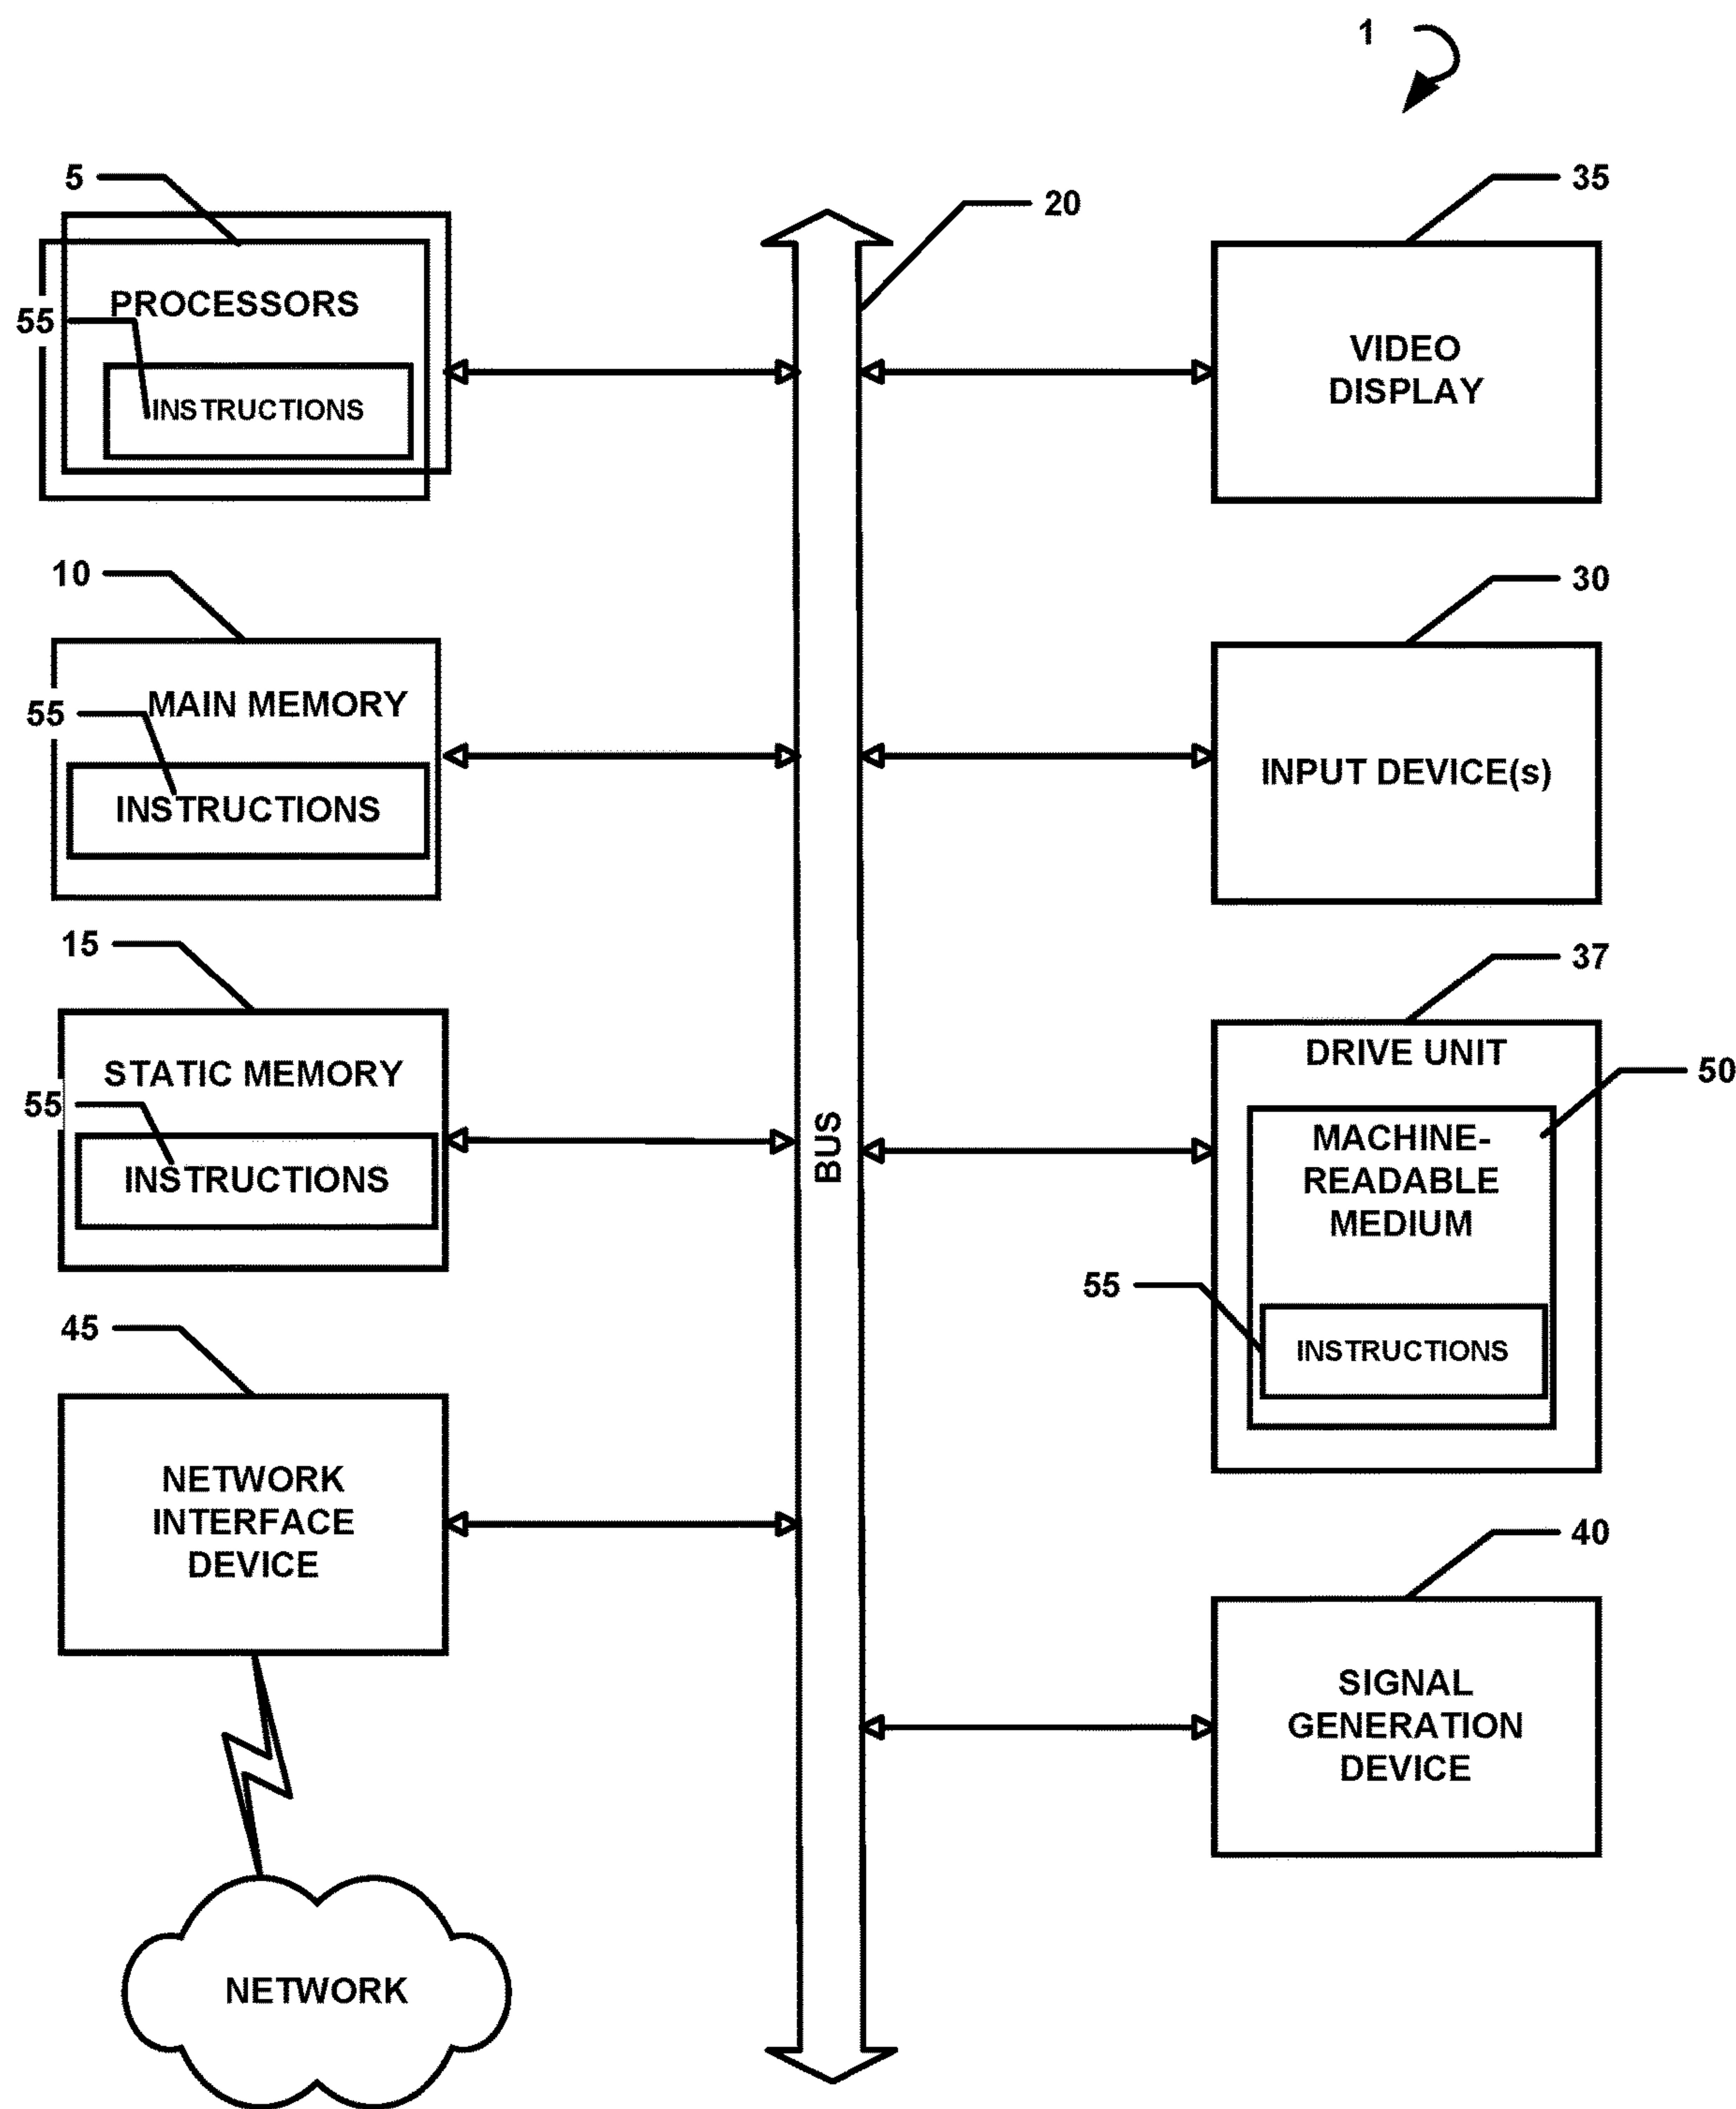 1
5
PROCESSORS
55
INSTRUCTIONS
10
MAIN MEMORY
55
INSTRUCTIONS
15
STATIC MEMORY
55
INSTRUCTIONS
45
NETWORK
INTERFACE
DEVICE
NETWORK
20
BUS
35
VIDEO
DISPLAY
30
INPUT DEVICE(s)
37
DRIVE UNIT
50
MACHINE-
READABLE
MEDIUM
55
INSTRUCTIONS
40
SIGNAL
GENERATION
DEVICE